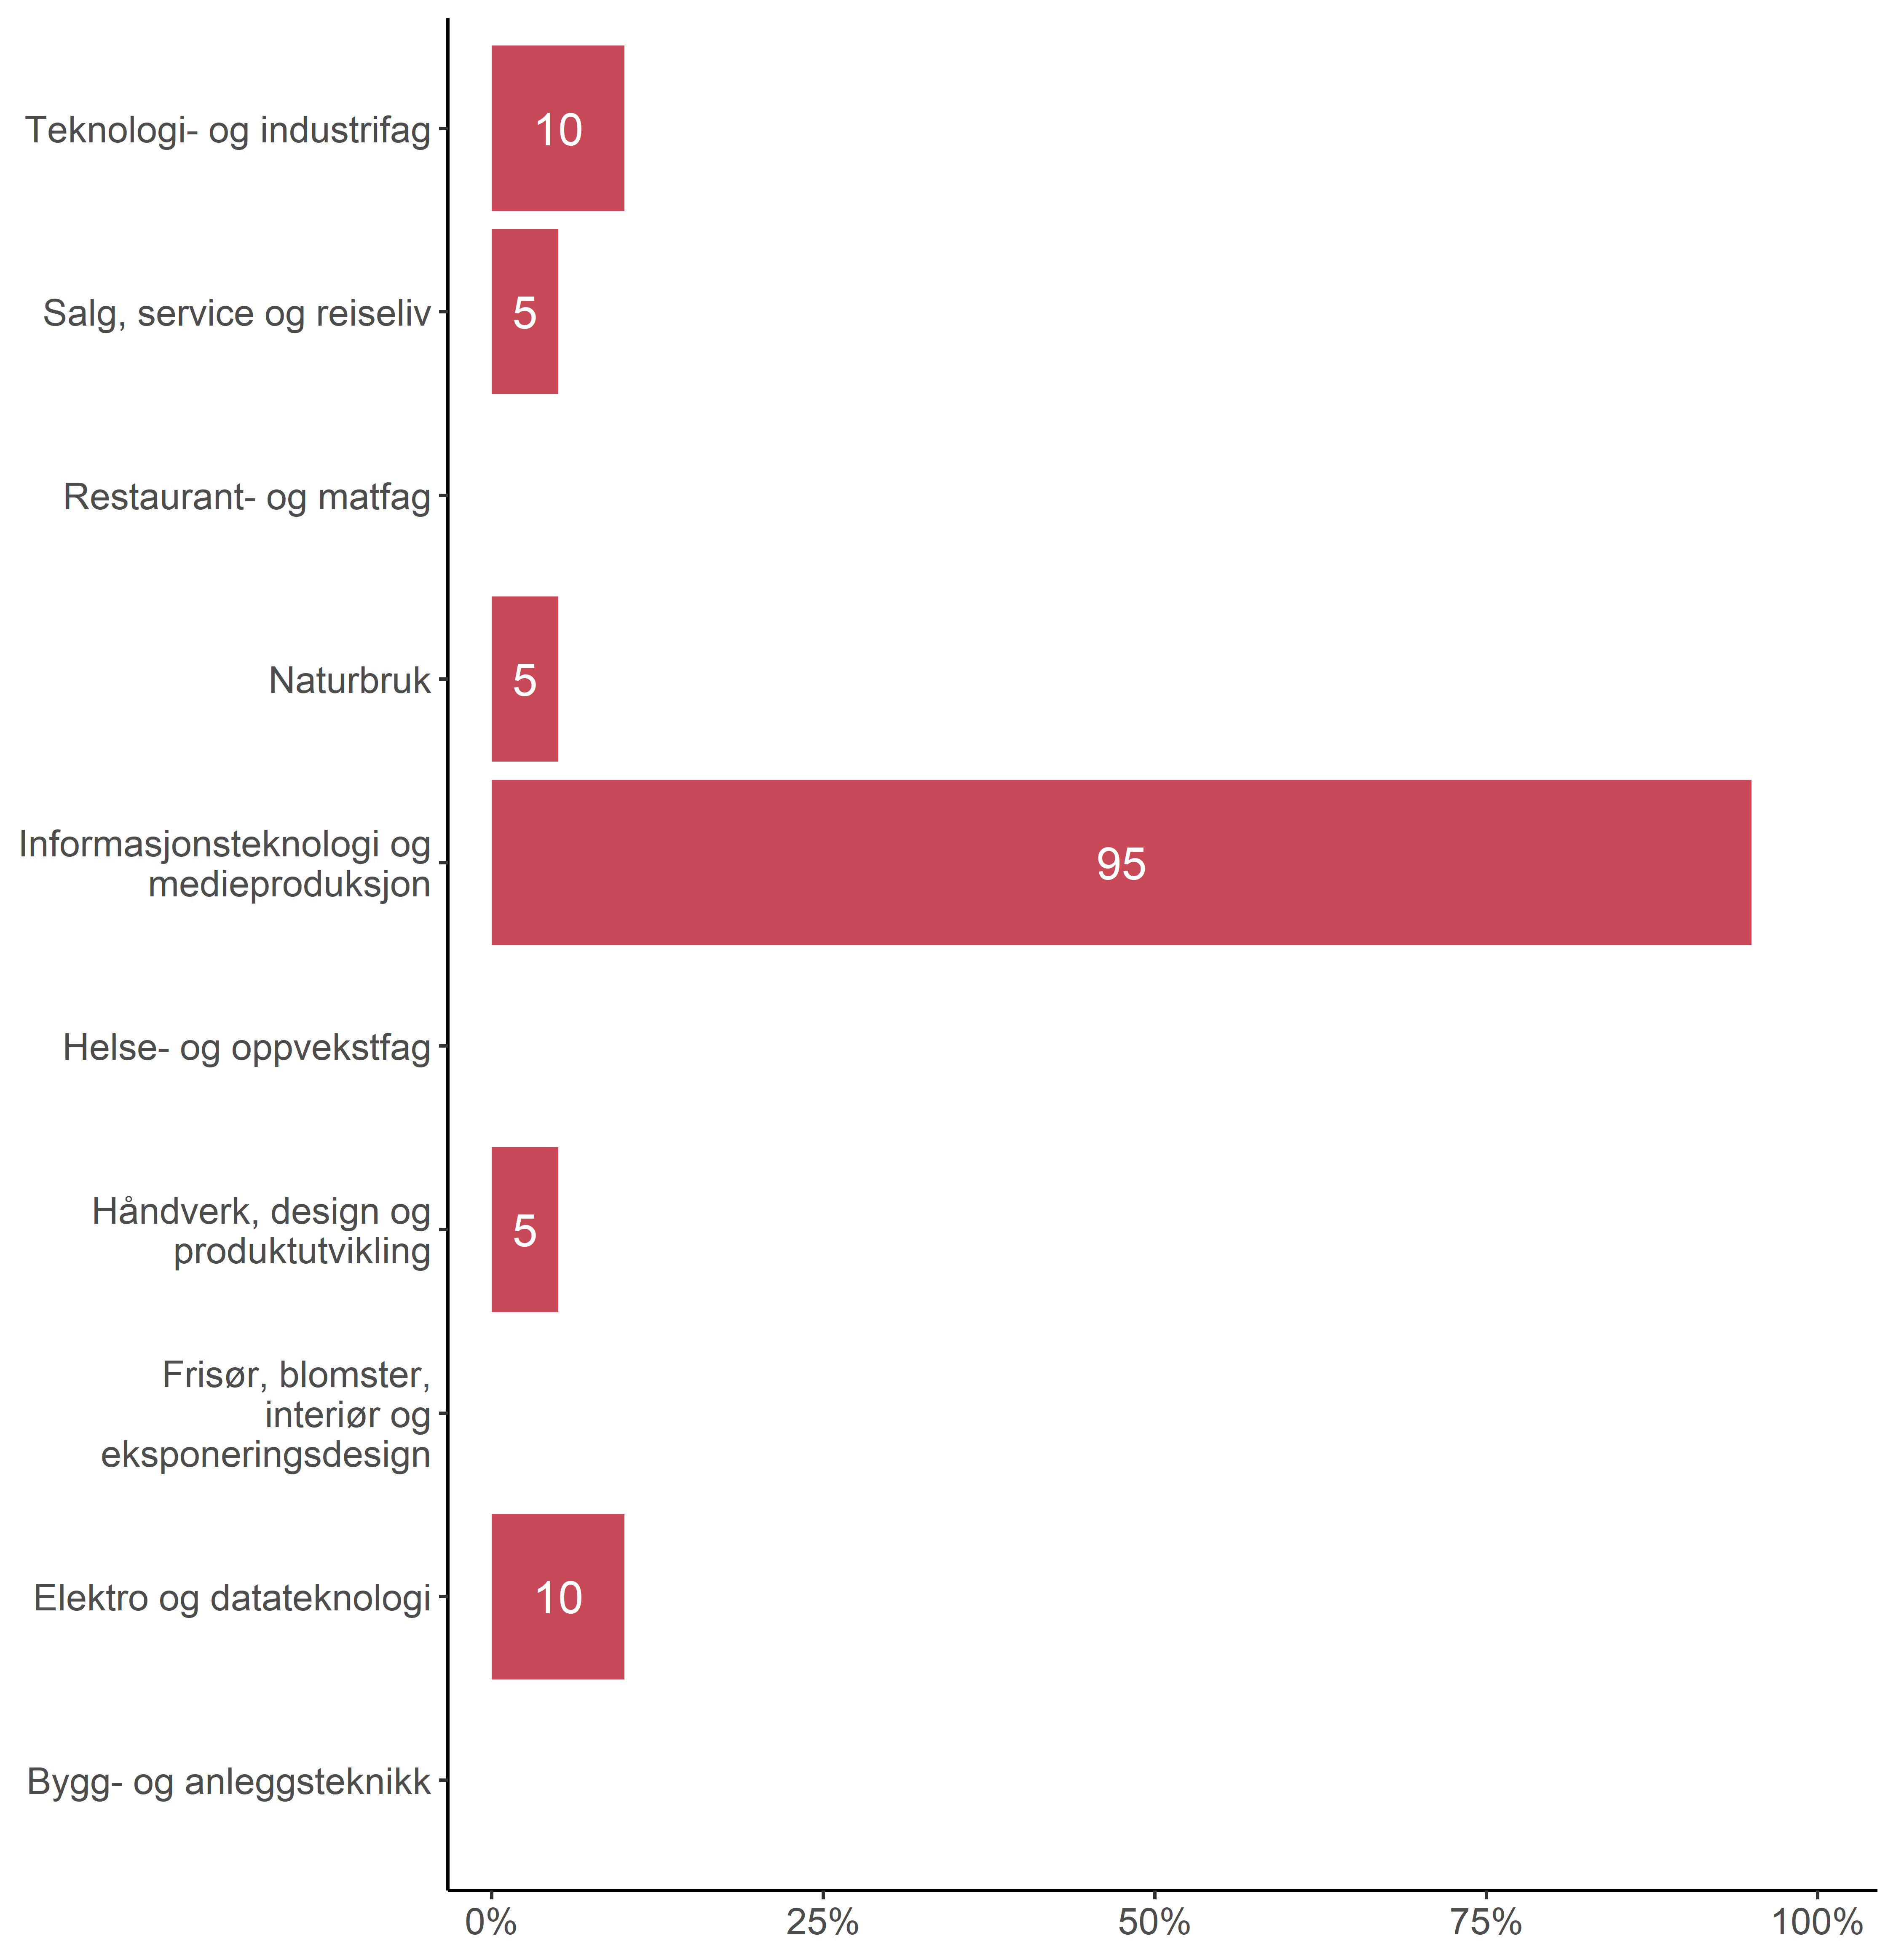 Teknologi- og industrifag
10
Salg, service og reiseliv
5
Restaurant- og matfag
Naturbruk
5
Informasjonsteknologi og
medieproduksjon
95
Helse- og oppvekstfag
Håndverk, design og
produktutvikling
5
Frisør, blomster,
interiør og
eksponeringsdesign
Elektro og datateknologi
10
Bygg- og anleggsteknikk
0% 25% 50% 75% 100%